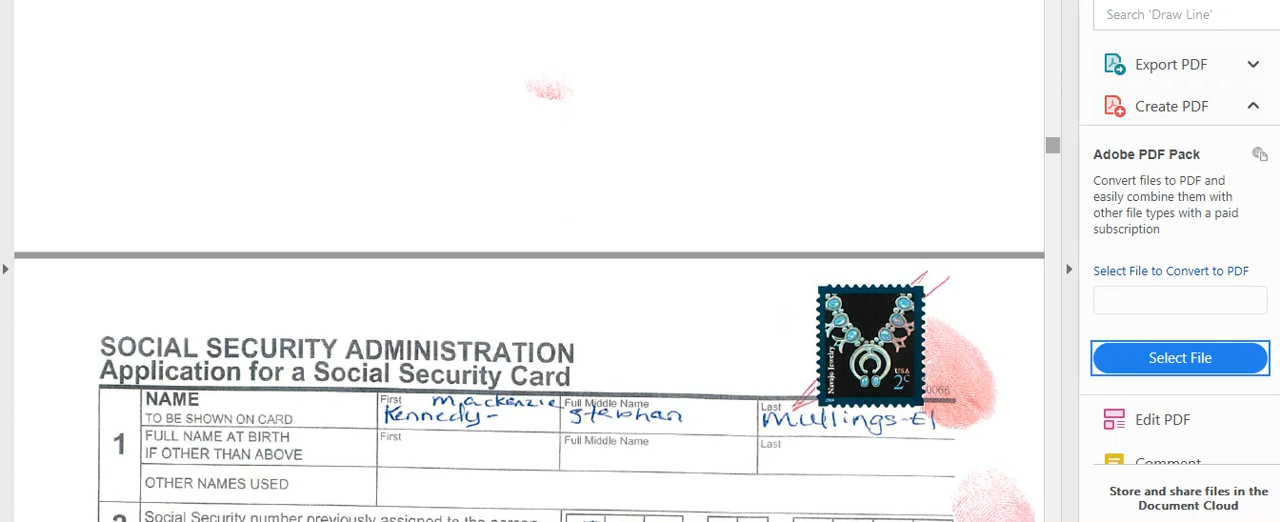 Search 'Draw Line'
Export PDF
Create PDF
Adobe PDF Pack
Convert files to PDF and
easily combine them with
other file types with a paid
subscription
Select File to Convert to PDF
Select File
Edit PDF
Comment
Store and share files in the
Document Cloud
Navajo Jewelry
USA
2c
0066
SOCIAL SECURITY ADMINISTRATION
Application for a Social Security Card
1
NAME
TO BE SHOWN ON CARD
First
mackenzie
Kennedy-
Full Middle Name
Last
Mullings-El
FULL NAME AT BIRTH
IF OTHER THAN ABOVE
First
Full Middle Name
Last
OTHER NAMES USED
2
Social Security number previously assigned to the person